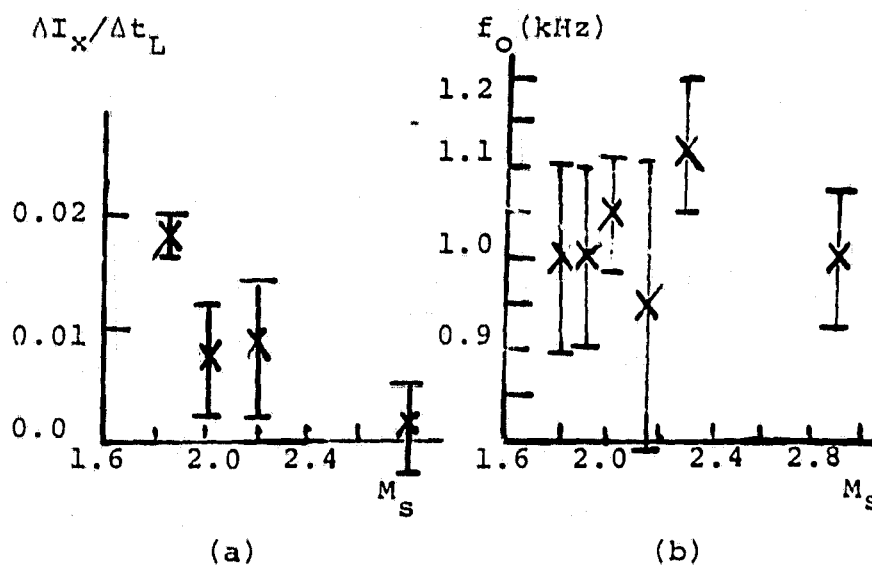 ΔI_x/Δt_L
0.02
0.01
0.0
1.6 2.0 2.4
M_s
(a)
f_o(kHz)
1.2
1.1
1.0
0.9
1.6 2.0 2.4 2.8
M_s
(b)